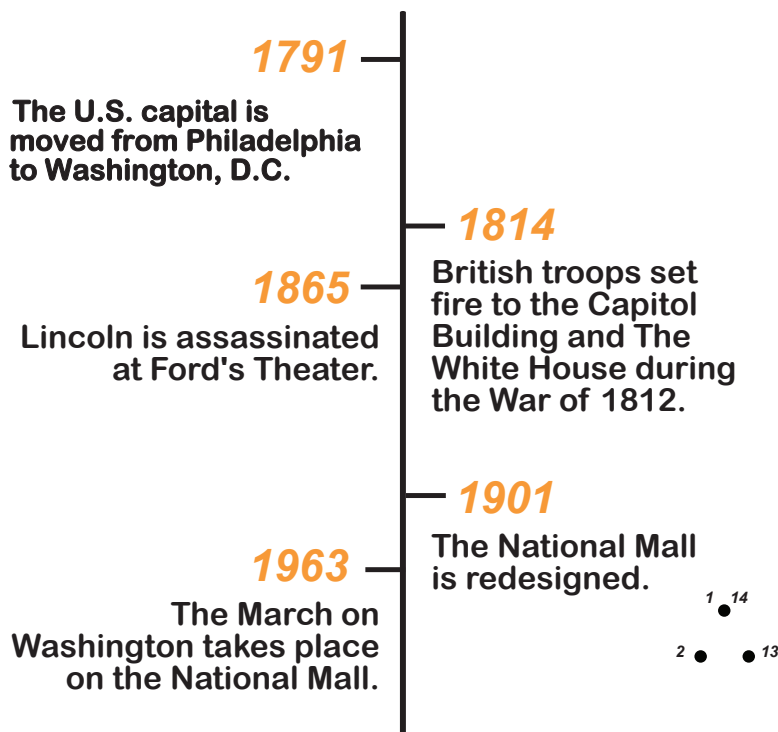 1791
The U.S. capital is
moved from Philadelphia
to Washington, D.C.
1814
British troops set
fire to the Capitol
Building and The
White House during
the War of 1812.
1865
Lincoln is assassinated
at Ford's Theater.
1901
The National Mall
is redesigned.
1963
The March on
Washington takes place
on the National Mall.
1 14
2 13